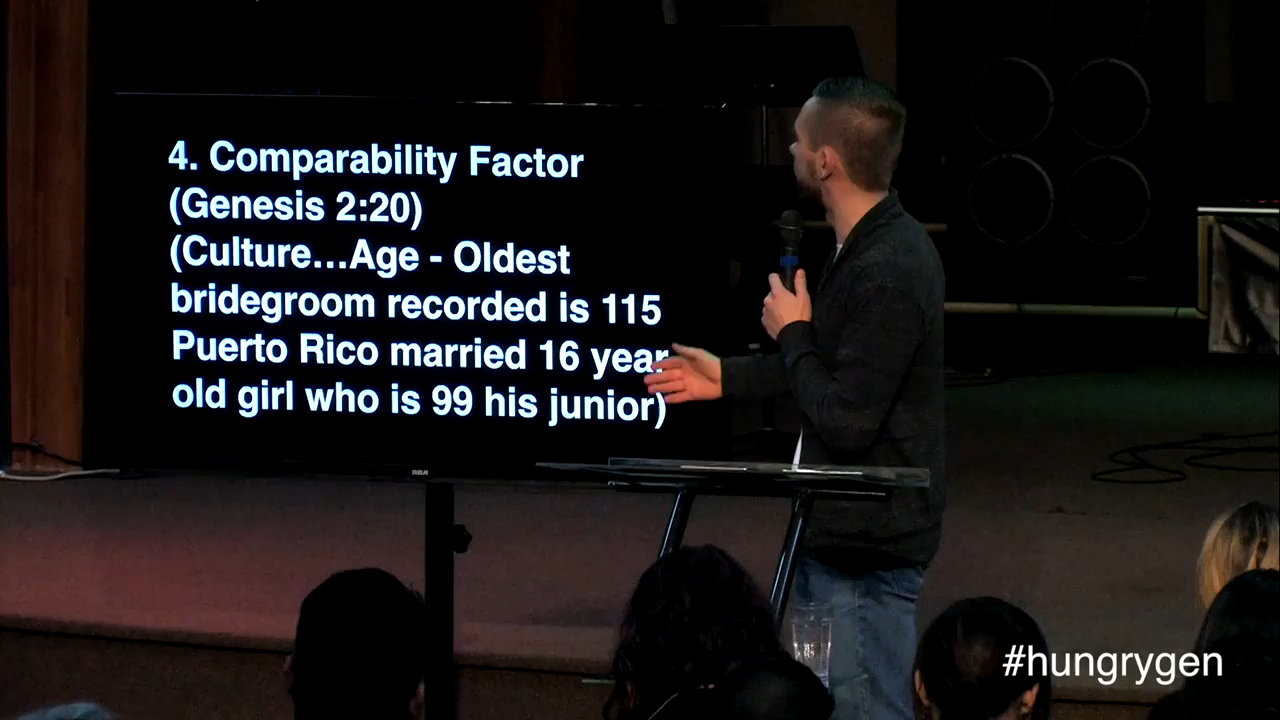 4. Comparability Factor
(Genesis 2:20)
(Culture...Age - Oldest
bridegroom recorded is 115
Puerto Rico married 16 year
old girl who is 99 his junior)
RCA
#hungrygen